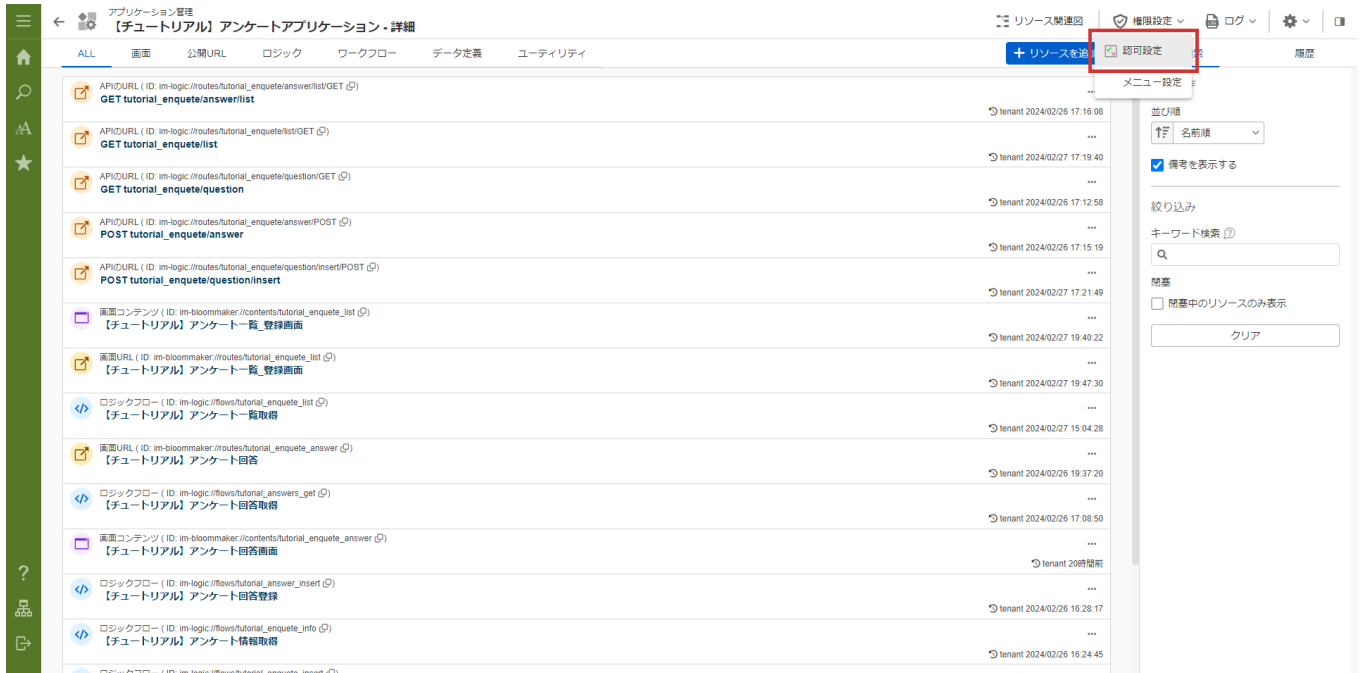 アプリケーション管理
【チュートリアル】アンケートアプリケーション - 詳細
リソース関連図
権限設定
ログ
ALL
画面
公開URL
ロジック
ワークフロー
データ定義
ユーティリティ
+ リソースを追
認可設定
メニュー設定
履歴
APIのURL ( ID: im-logic://routes/tutorial_enquete/answer/list/GET )
GET tutorial_enquete/answer/list
tenant 2024/02/26 17:16:08
APIのURL ( ID: im-logic://routes/tutorial_enquete/list/GET )
GET tutorial_enquete/list
tenant 2024/02/27 17:19:40
APIのURL ( ID: im-logic://routes/tutorial_enquete/question/GET )
GET tutorial_enquete/question
tenant 2024/02/26 17:12:58
APIのURL ( ID: im-logic://routes/tutorial_enquete/answer/POST )
POST tutorial_enquete/answer
tenant 2024/02/26 17:15:19
APIのURL ( ID: im-logic://routes/tutorial_enquete/question/insert/POST )
POST tutorial_enquete/question/insert
tenant 2024/02/27 17:21:49
画面コンテンツ ( ID: im-bloommaker://contents/tutorial_enquete_list )
【チュートリアル】アンケート一覧_登録画面
tenant 2024/02/27 19:40:22
画面URL ( ID: im-bloommaker://routes/tutorial_enquete_list )
【チュートリアル】アンケート一覧_登録画面
tenant 2024/02/27 19:47:30
ロジックフロー ( ID: im-logic://flows/tutorial_enquete_list )
【チュートリアル】アンケート一覧取得
tenant 2024/02/27 15:04:28
画面URL ( ID: im-bloommaker://routes/tutorial_enquete_answer )
【チュートリアル】アンケート回答
tenant 2024/02/26 19:37:20
ロジックフロー ( ID: im-logic://flows/tutorial_answers_get )
【チュートリアル】アンケート回答取得
tenant 2024/02/26 17:08:50
画面コンテンツ ( ID: im-bloommaker://contents/tutorial_enquete_answer )
【チュートリアル】アンケート回答画面
tenant 20時間前
ロジックフロー ( ID: im-logic://flows/tutorial_answer_insert )
【チュートリアル】アンケート回答登録
tenant 2024/02/26 16:28:17
ロジックフロー ( ID: im-logic://flows/tutorial_enquete_info )
【チュートリアル】アンケート情報取得
tenant 2024/02/26 16:24:45
ロジックフロー ( ID: im-logic://flows/tutorial_enquete_insert )
並び順
名前順
備考を表示する
絞り込み
キーワード検索
閉塞
閉塞中のリソースのみ表示
クリア